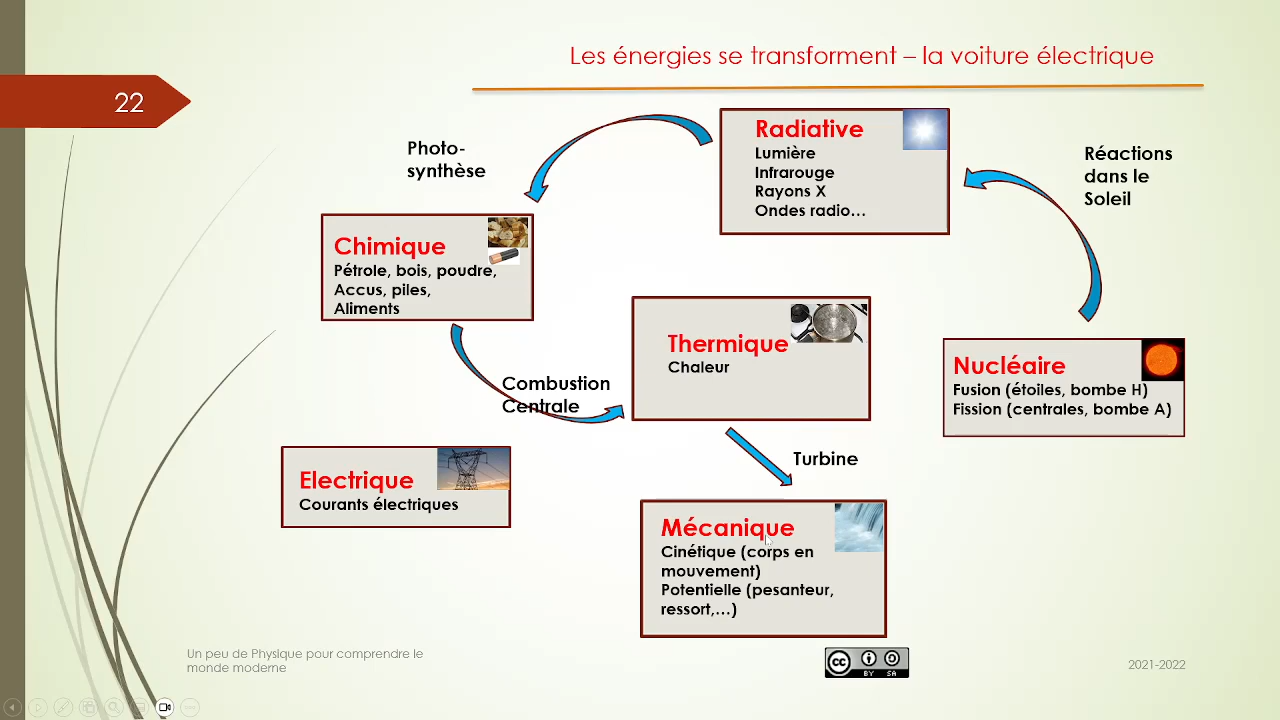 Les énergies se transforment – la voiture électrique
22
Photo-
synthèse
Radiative
Lumière
Infrarouge
Rayons X
Ondes radio…
Réactions
dans le
Soleil
Chimique
Pétrole, bois, poudre,
Accus, piles,
Aliments
Thermique
Chaleur
Nucléaire
Fusion (étoiles, bombe H)
Fission (centrales, bombe A)
Combustion
Centrale
Electrique
Courants électriques
Turbine
Mécanique
Cinétique (corps en
mouvement)
Potentielle (pesanteur,
ressort,…)
Un peu de Physique pour comprendre le
monde moderne
cc
BY SA
2021-2022